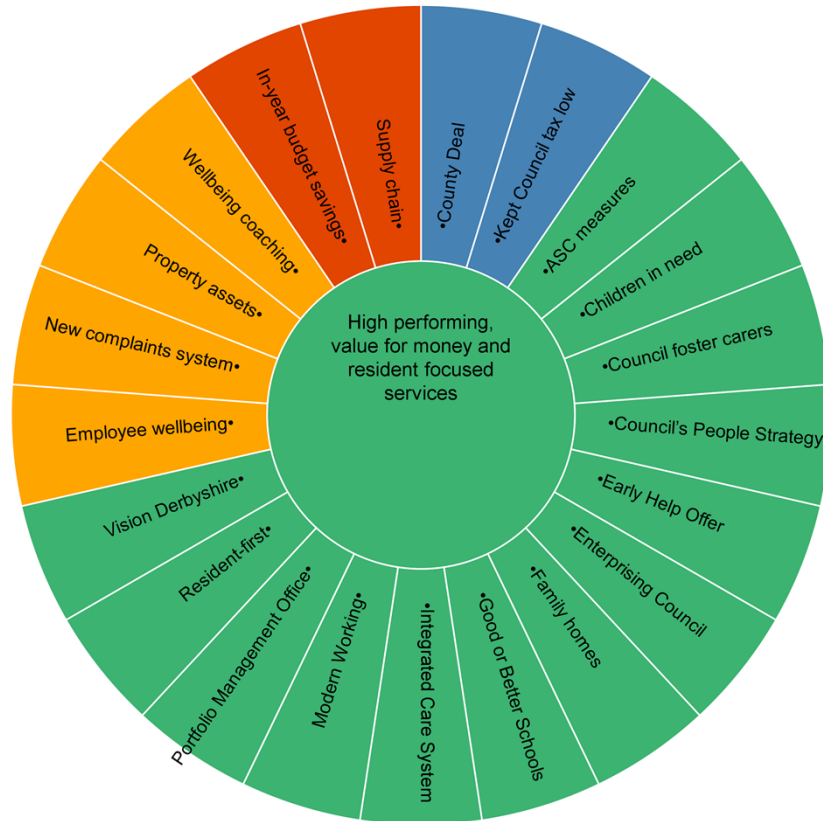 High performing,
value for money and
resident focused
services
•County Deal
•Kept Council tax low
•ASC measures
•Children in need
•Council foster carers
•Council’s People Strategy
•Early Help Offer
•Enterprising Council
•Family homes
•Good or Better Schools
•Integrated Care System
Modern Working•
Portfolio Management Office•
Resident-first•
Vision Derbyshire•
Employee wellbeing•
New complaints system•
Property assets•
Wellbeing coaching•
In-year budget savings•
Supply chain•